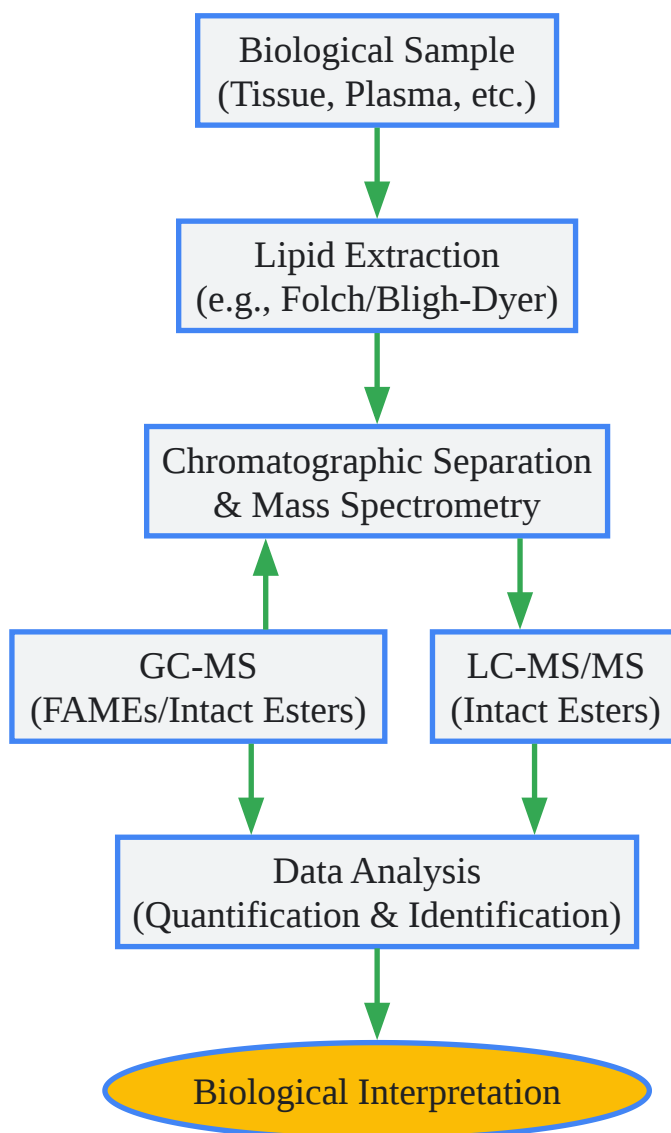 Biological Sample
(Tissue, Plasma, etc.)
Lipid Extraction
(e.g., Folch/Bligh-Dyer)
Chromatographic Separation
& Mass Spectrometry
GC-MS
(FAMEs/Intact Esters)
LC-MS/MS
(Intact Esters)
Data Analysis
(Quantification & Identification)
Biological Interpretation